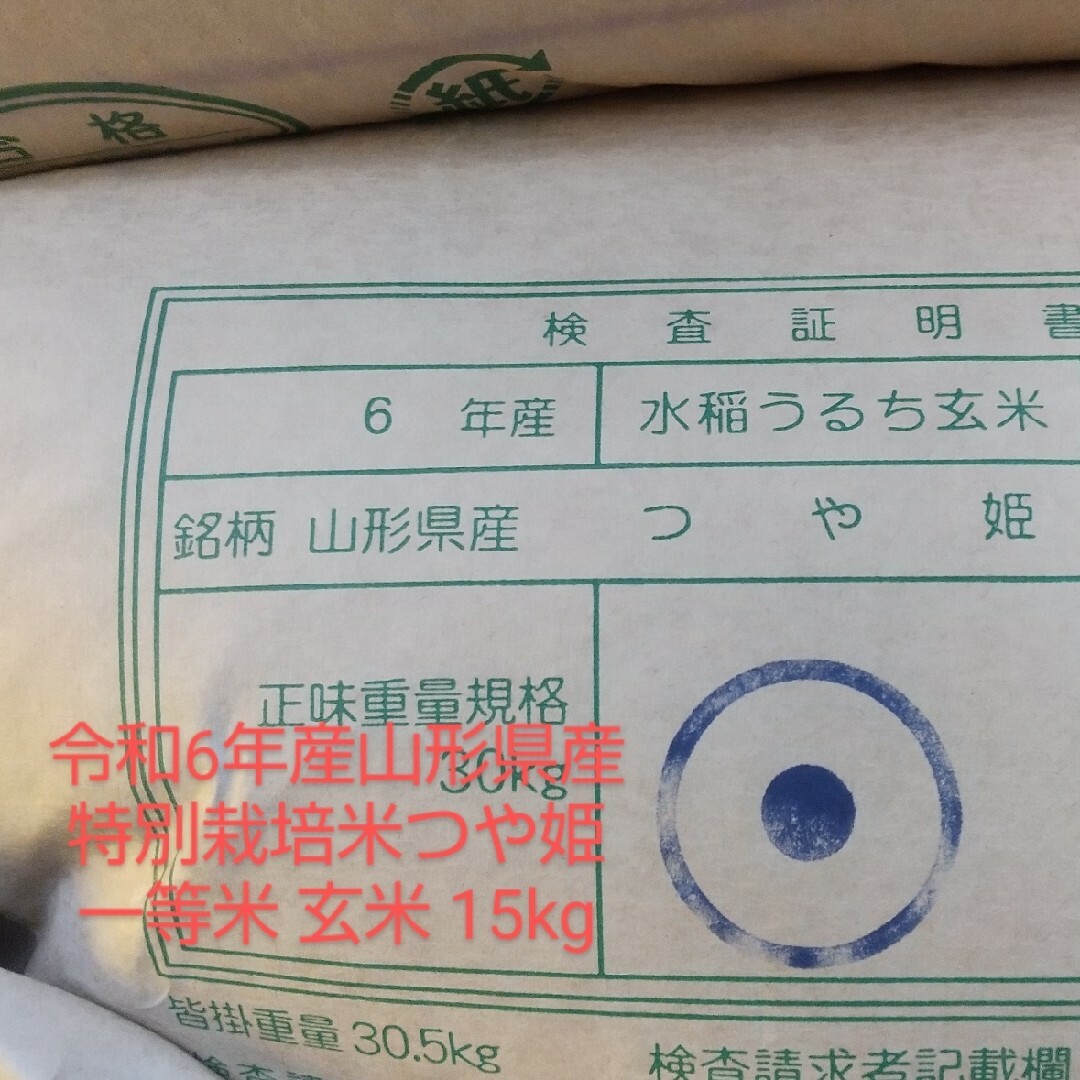 格
紙
検査証明書
6 年産 水稲うるち玄米
銘柄 山形県産 つや姫
正味重量規格
30kg
令和6年産山形県産
特別栽培米つや姫
一等米 玄米 15kg
皆掛重量 30.5kg
検査請求者記載欄